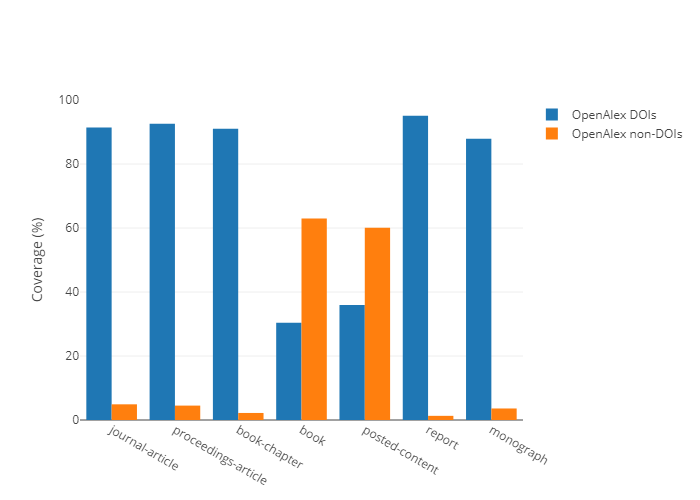 100
80
60
40
20
0
Coverage (%)
journal-article
proceedings-article
book-chapter
book
posted-content
report
monograph
OpenAlex DOIs
OpenAlex non-DOIs